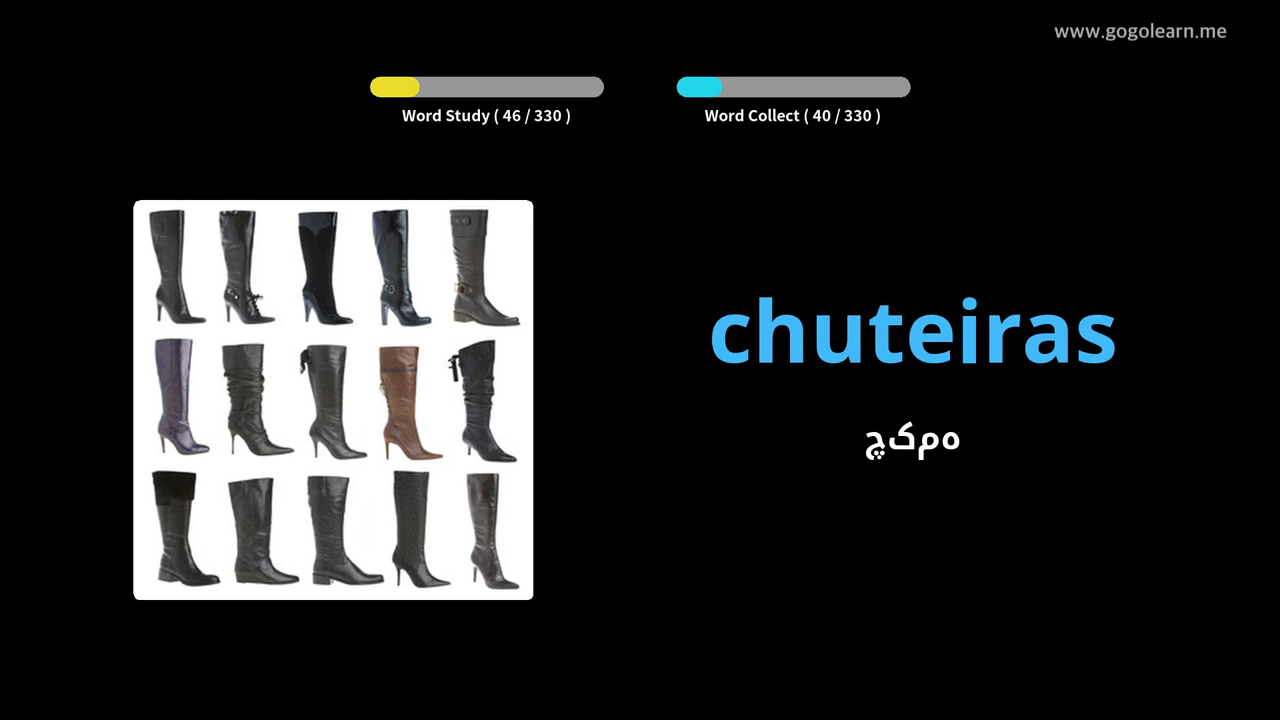 www.gogolearn.me
Word Study ( 46 / 330 )
Word Collect ( 40 / 330 )
chuteiras
چکمه